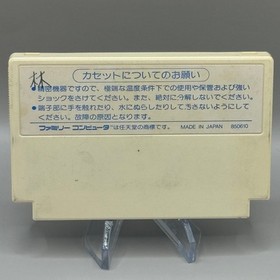 林
カセットについてのお願い
●精密機器ですので、極端な温度条件下での使用や保管および強い
ショックをさけてください。また、絶対に分解しないでください。
●端子部に手を触れたり、水にぬらしたりして汚さないようにして
ください。故障の原因となります。
ファミリーコンピュータ®は任天堂の商標です。 MADE IN JAPAN 850610